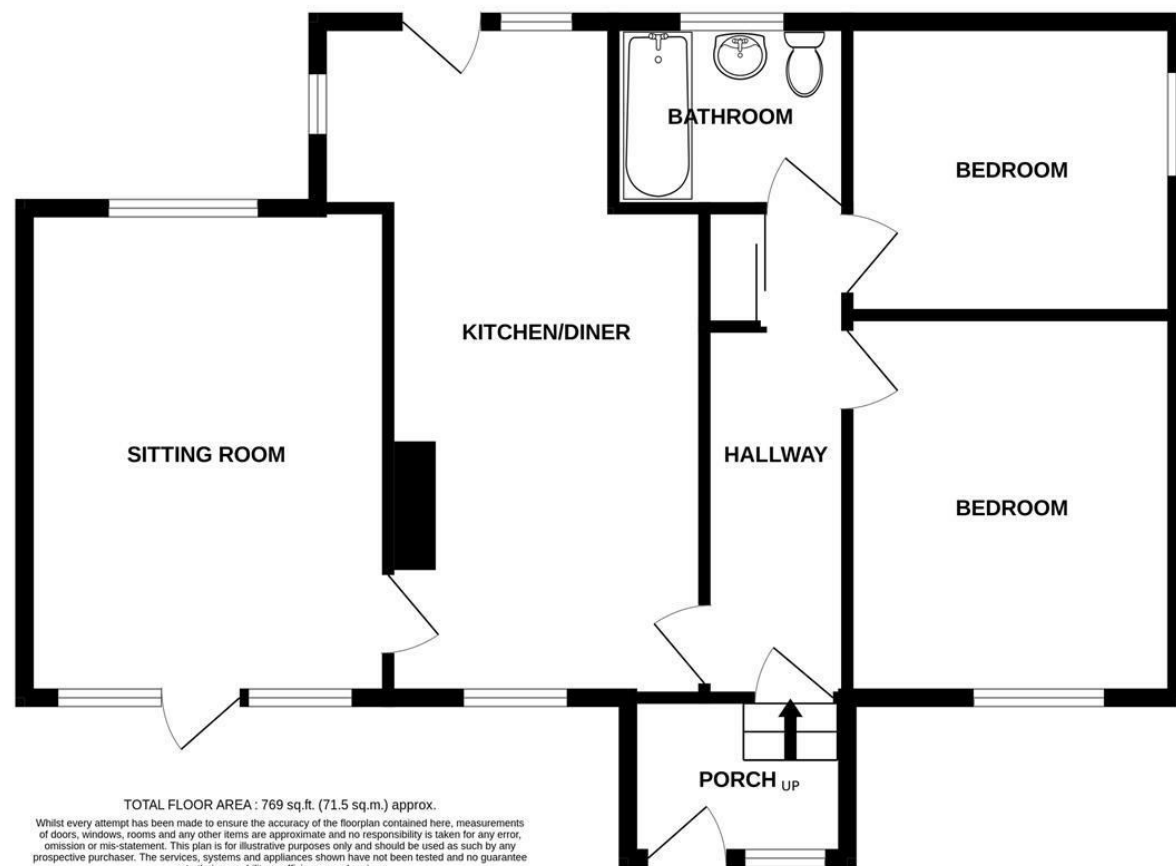 BATHROOM
BEDROOM
KITCHEN/DINER
SITTING ROOM
HALLWAY
BEDROOM
PORCH UP
TOTAL FLOOR AREA : 769 sq.ft. (71.5 sq.m.) approx.
Whilst every attempt has been made to ensure the accuracy of the floorplan contained here, measurements
of doors, windows, rooms and any other items are approximate and no responsibility is taken for any error,
omission or mis-statement. This plan is for illustrative purposes only and should be used as such by any
prospective purchaser. The services, systems and appliances shown have not been tested and no guarantee